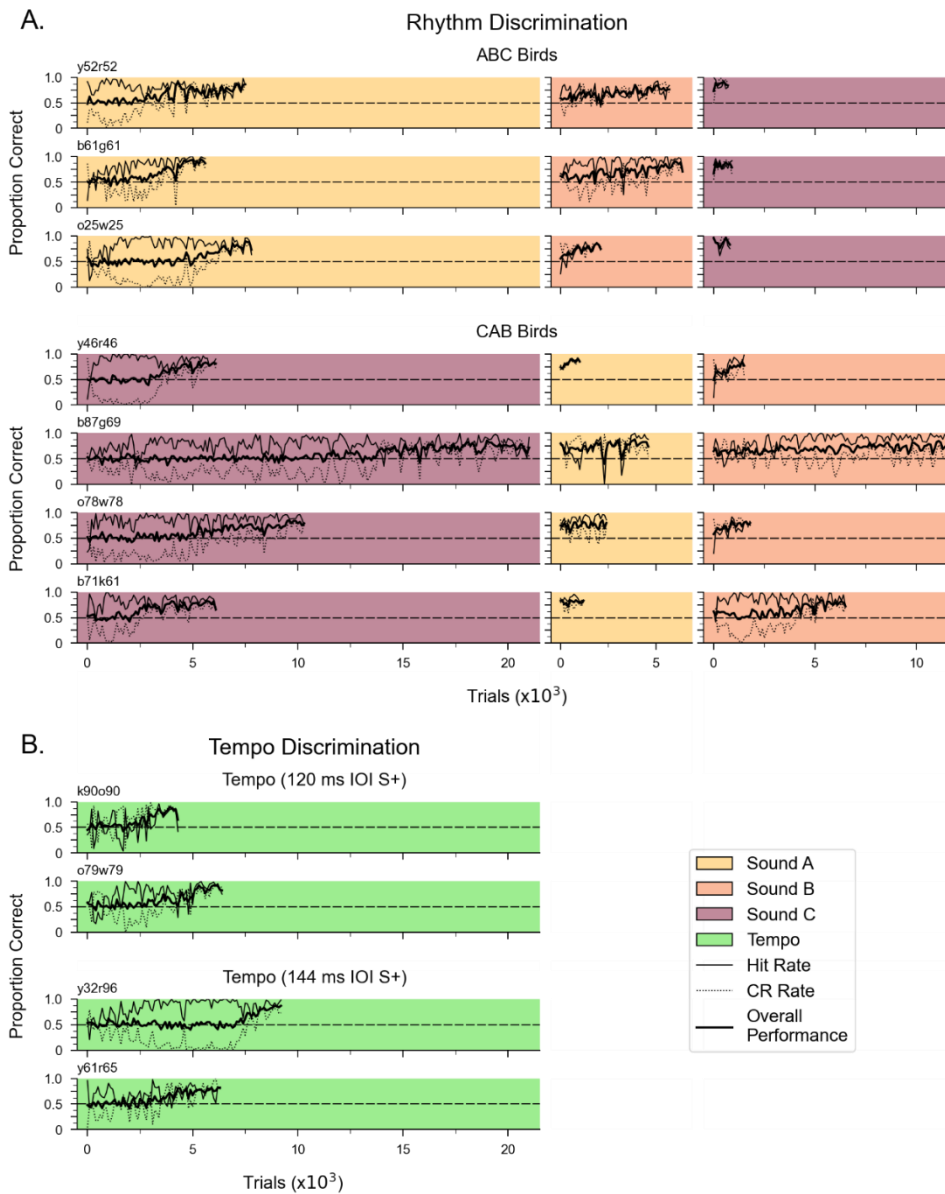 A.
Rhythm Discrimination
ABC Birds
Proportion Correct
y52r52
1.0
0.5
0
b61g61
1.0
0.5
0
o25w25
1.0
0.5
0
CAB Birds
Proportion Correct
y46r46
1.0
0.5
0
b87g69
1.0
0.5
0
o78w78
1.0
0.5
0
b71k61
1.0
0.5
0
0 5 10 15 20 0 5 0 5 10
Trials (x10³)
B.
Tempo Discrimination
Tempo (120 ms IOI S+)
Proportion Correct
k90o90
1.0
0.5
0
o79w79
1.0
0.5
0
Tempo (144 ms IOI S+)
y32r96
1.0
0.5
0
y61r65
1.0
0.5
0
0 5 10 15 20
Trials (x10³)
Sound A
Sound B
Sound C
Tempo
Hit Rate
CR Rate
Overall
Performance